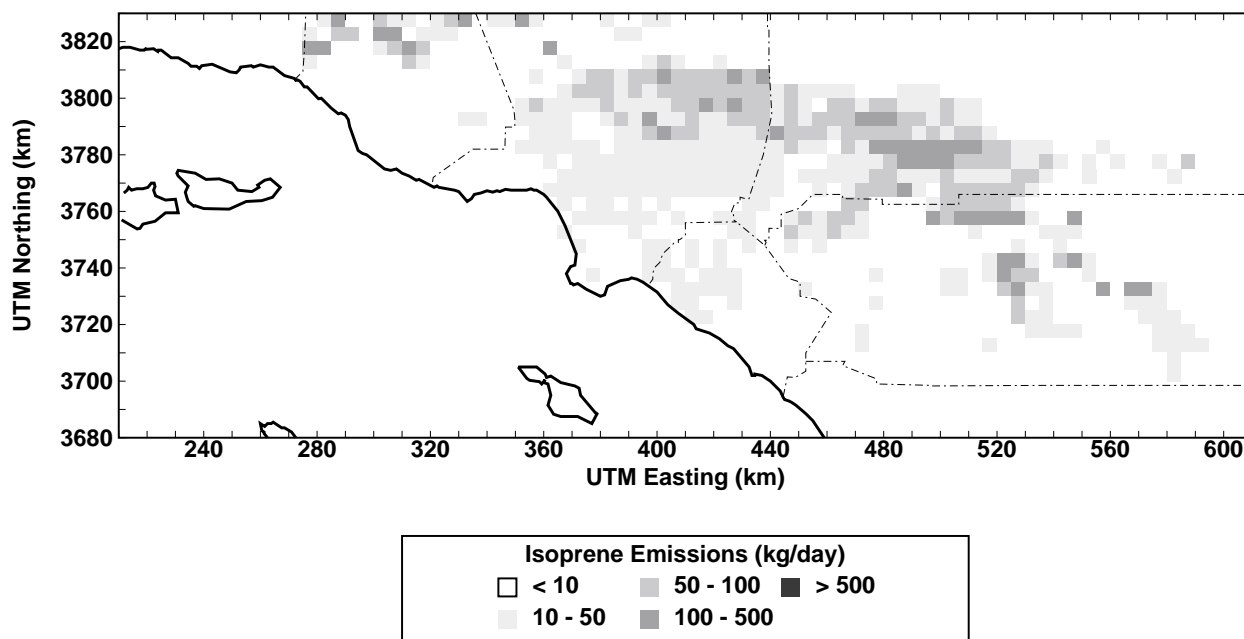 3820
3800
3780
3760
3740
3720
3700
3680
UTM Northing (km)
240 280 320 360 400 440 480 520 560 600
UTM Easting (km)
Isoprene Emissions (kg/day)
< 10 50 - 100 > 500
10 - 50 100 - 500